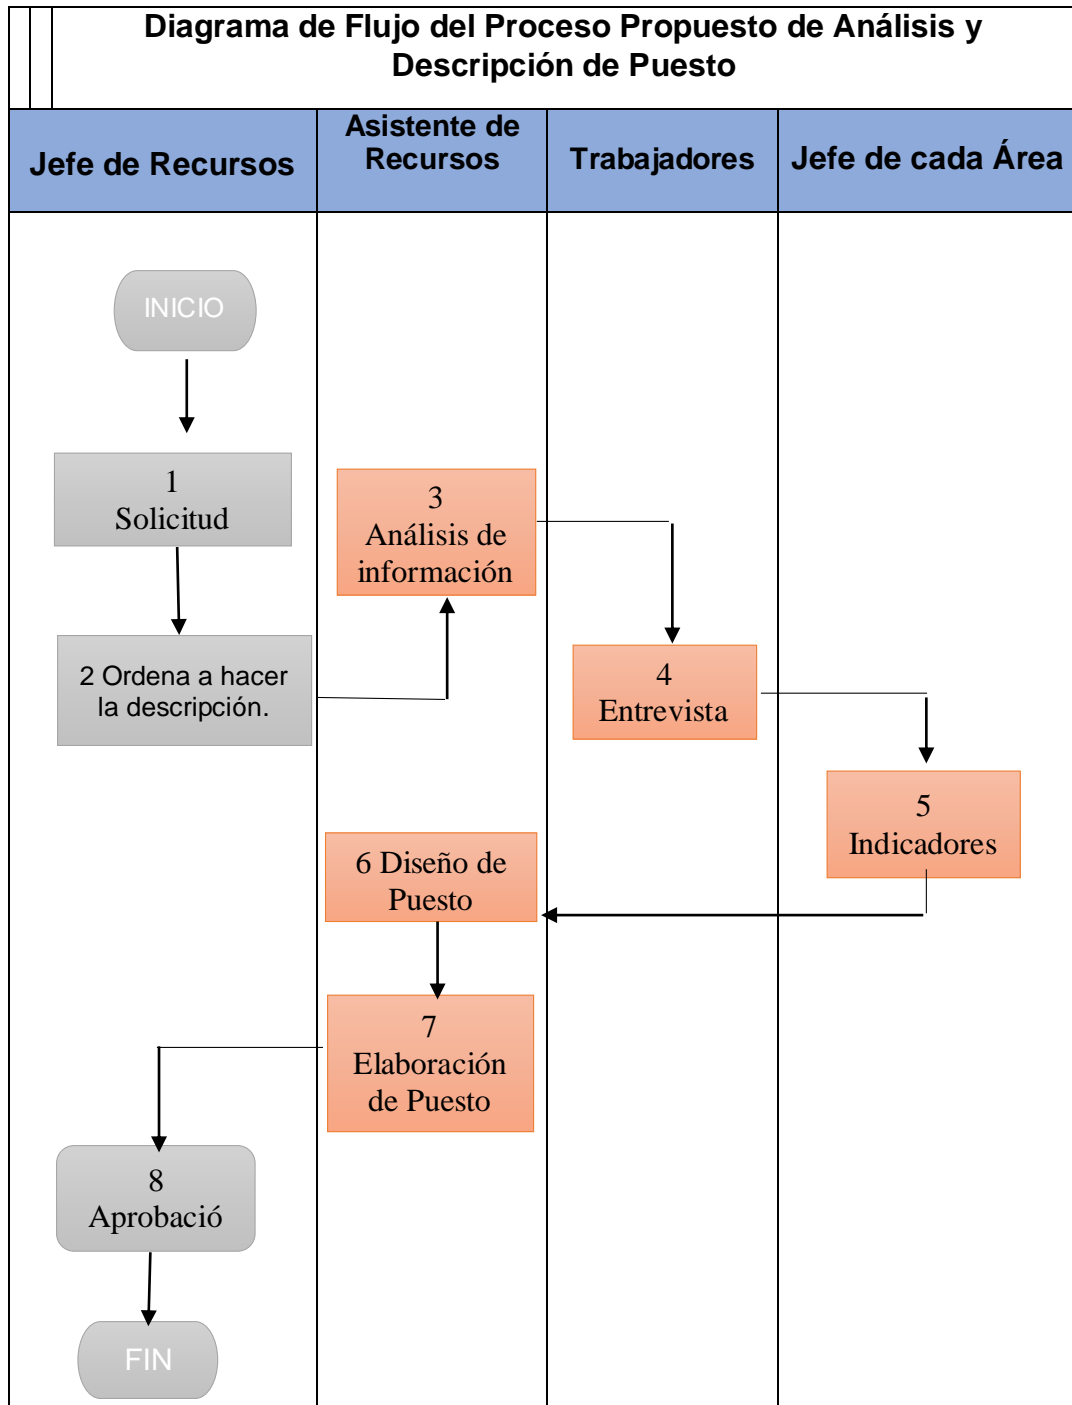 Diagrama de Flujo del Proceso Propuesto de Análisis y
Descripción de Puesto
Jefe de Recursos
Asistente de
Recursos
Trabajadores
Jefe de cada Área
INICIO
1
Solicitud
2 Ordena a hacer
la descripción.
3
Análisis de
información
4
Entrevista
5
Indicadores
6 Diseño de
Puesto
7
Elaboración
de Puesto
8
Aprobació
FIN